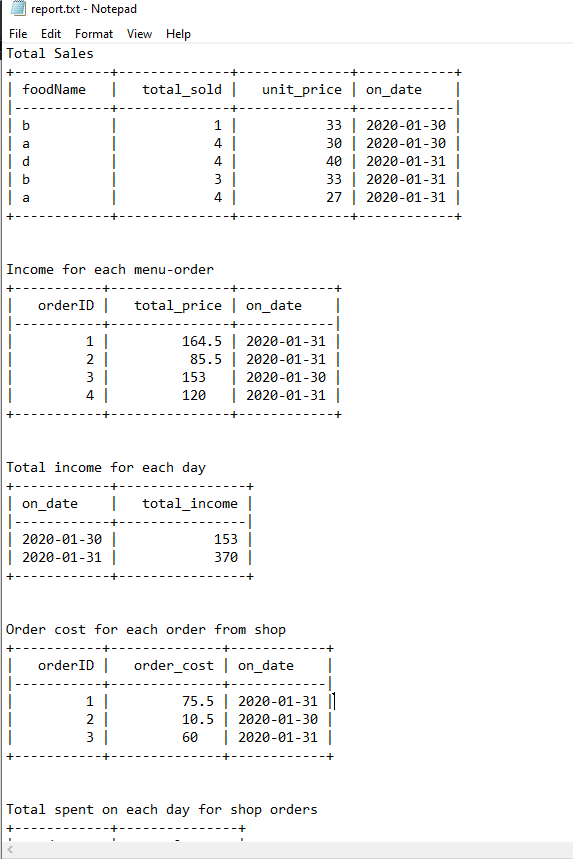 report.txt - Notepad
File Edit Format View Help
Total Sales
+------------+--------------+--------------+------------+
| foodName   |   total_sold |   unit_price | on_date    |
|------------+--------------+--------------+------------|
| b          |            1 |           33 | 2020-01-30 |
| a          |            4 |           30 | 2020-01-30 |
| d          |            4 |           40 | 2020-01-31 |
| b          |            3 |           33 | 2020-01-31 |
| a          |            4 |           27 | 2020-01-31 |
+------------+--------------+--------------+------------+
Income for each menu-order
+-----------+---------------+------------+
|   orderID |   total_price | on_date    |
|-----------+---------------+------------|
|         1 |         164.5 | 2020-01-31 |
|         2 |          85.5 | 2020-01-31 |
|         3 |         153   | 2020-01-30 |
|         4 |         120   | 2020-01-31 |
+-----------+---------------+------------+
Total income for each day
+------------+----------------+
| on_date    |   total_income |
|------------+----------------|
| 2020-01-30 |            153 |
| 2020-01-31 |            370 |
+------------+----------------+
Order cost for each order from shop
+-----------+--------------+------------+
|   orderID |   order_cost | on_date    |
|-----------+--------------+------------|
|         1 |         75.5 | 2020-01-31 |
|         2 |         10.5 | 2020-01-30 |
|         3 |         60   | 2020-01-31 |
+-----------+--------------+------------+
Total spent on each day for shop orders
+------------+---------------+